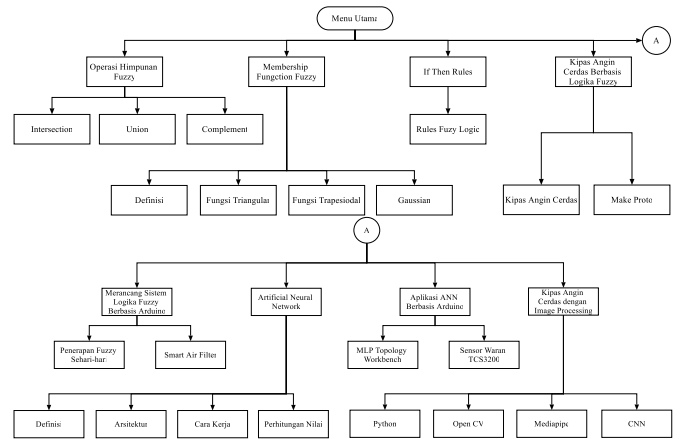 Menu Utama
A
Operasi Himpunan
Fuzzy
Membership
Fungction Fuzzy
If Then Rules
Kipas Angin
Cerdas Berbasis
Logika Fuzzy
Intersection
Union
Complement
Rules Fuzy Logic
Definisi
Fungsi Triangular
Fungsi Trapesiodal
Gaussian
Kipas Angin Cerdas
Make Proto
A
Merancang Sistem
Logika Fuzzy
Berbasis Arduino
Artificial Neural
Network
Aplikasi ANN
Berbasis Arduino
Kipas Angin
Cerdas dengan
Image Processing
Penerapan Fuzzy
Sehari-hari
Smart Air Filter
MLP Topology
Workbench
Sensor Waran
TCS3200
Definisi
Arsitektur
Cara Kerja
Perhitungan Nilai
Python
Open CV
Mediapipe
CNN